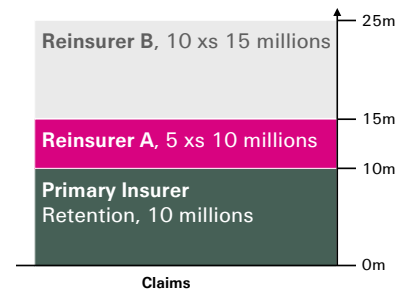 25m
Reinsurer B, 10 xs 15 millions
15m
Reinsurer A, 5 xs 10 millions
10m
Primary Insurer
Retention, 10 millions
0m
Claims